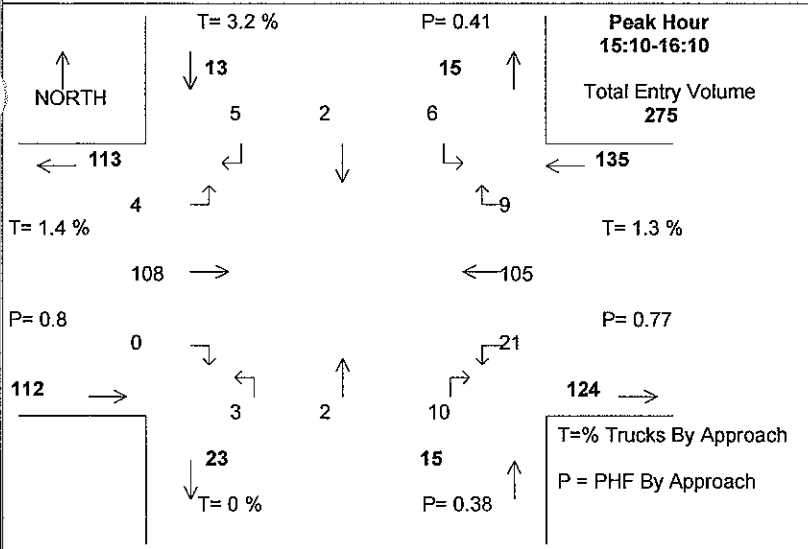 T= 3.2 % P= 0.41 Peak Hour
15:10-16:10
13 15
NORTH Total Entry Volume
5 2 6 275
113 135
4 9
T= 1.4 % T= 1.3 %
108 105
P= 0.8 P= 0.77
0 21
112 124
3 2 10
T=% Trucks By Approach
23 15
P = PHF By Approach
T= 0 % P= 0.38